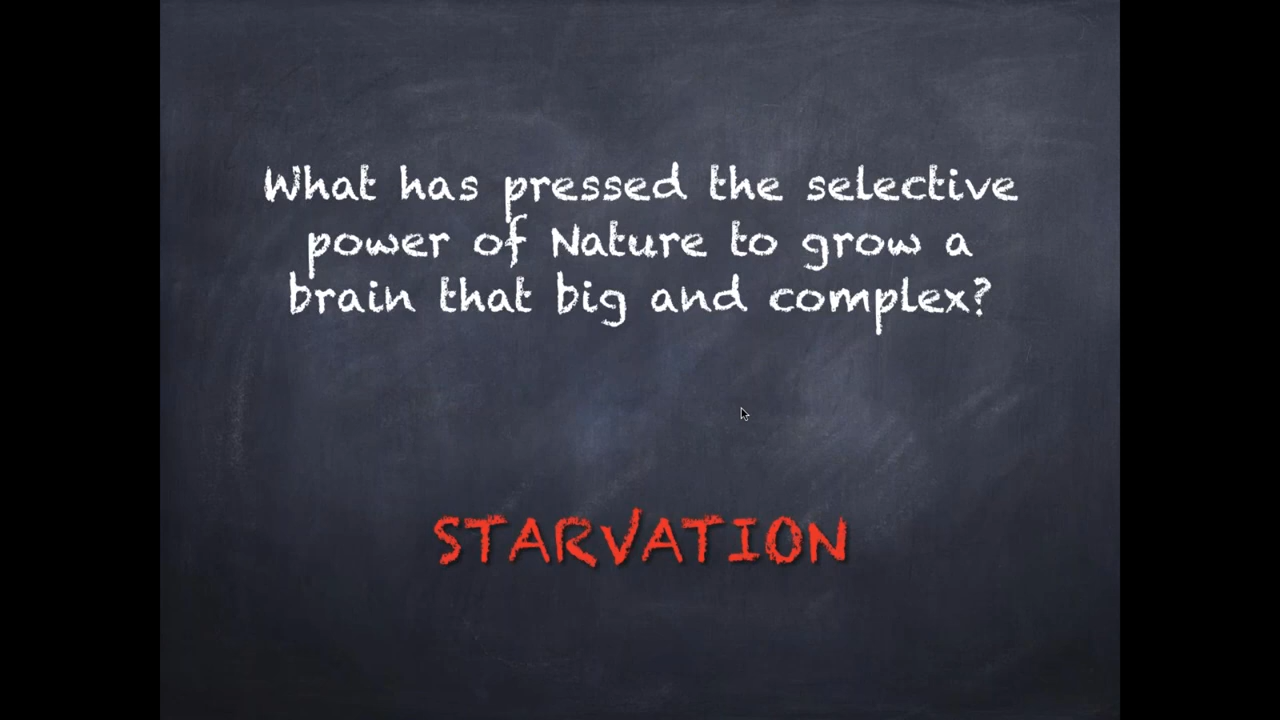 What has pressed the selective
power of Nature to grow a
brain that big and complex?
STARVATION